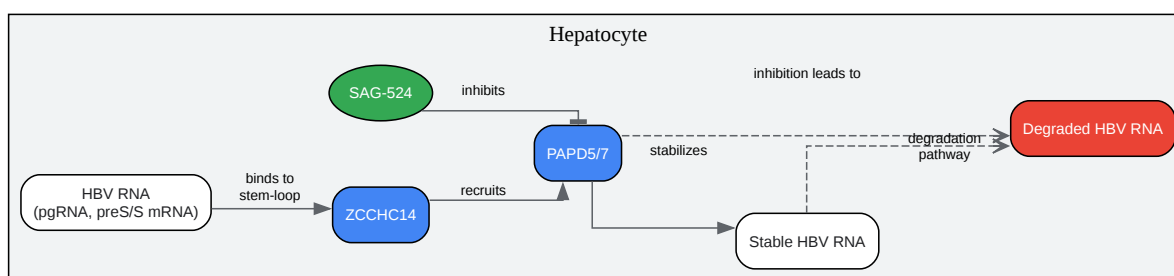 Hepatocyte
inhibition leads to
SAG-524
inhibits
Degraded HBV RNA
degradation
pathway
PAPD5/7
stabilizes
binds to
stem-loop
recruits
HBV RNA
(pgRNA, preS/S mRNA)
ZCCHC14
Stable HBV RNA